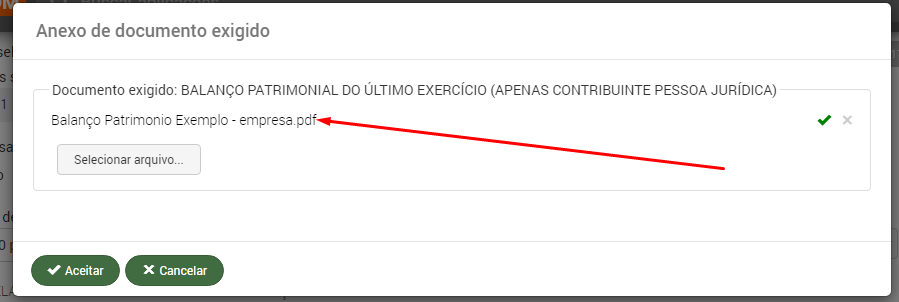 Anexo de documento exigido
Documento exigido: BALANÇO PATRIMONIAL DO ÚLTIMO EXERCÍCIO (APENAS CONTRIBUINTE PESSOA JURÍDICA)
Balanço Patrimonio Exemplo - empresa.pdf
Selecionar arquivo...
Aceitar
Cancelar